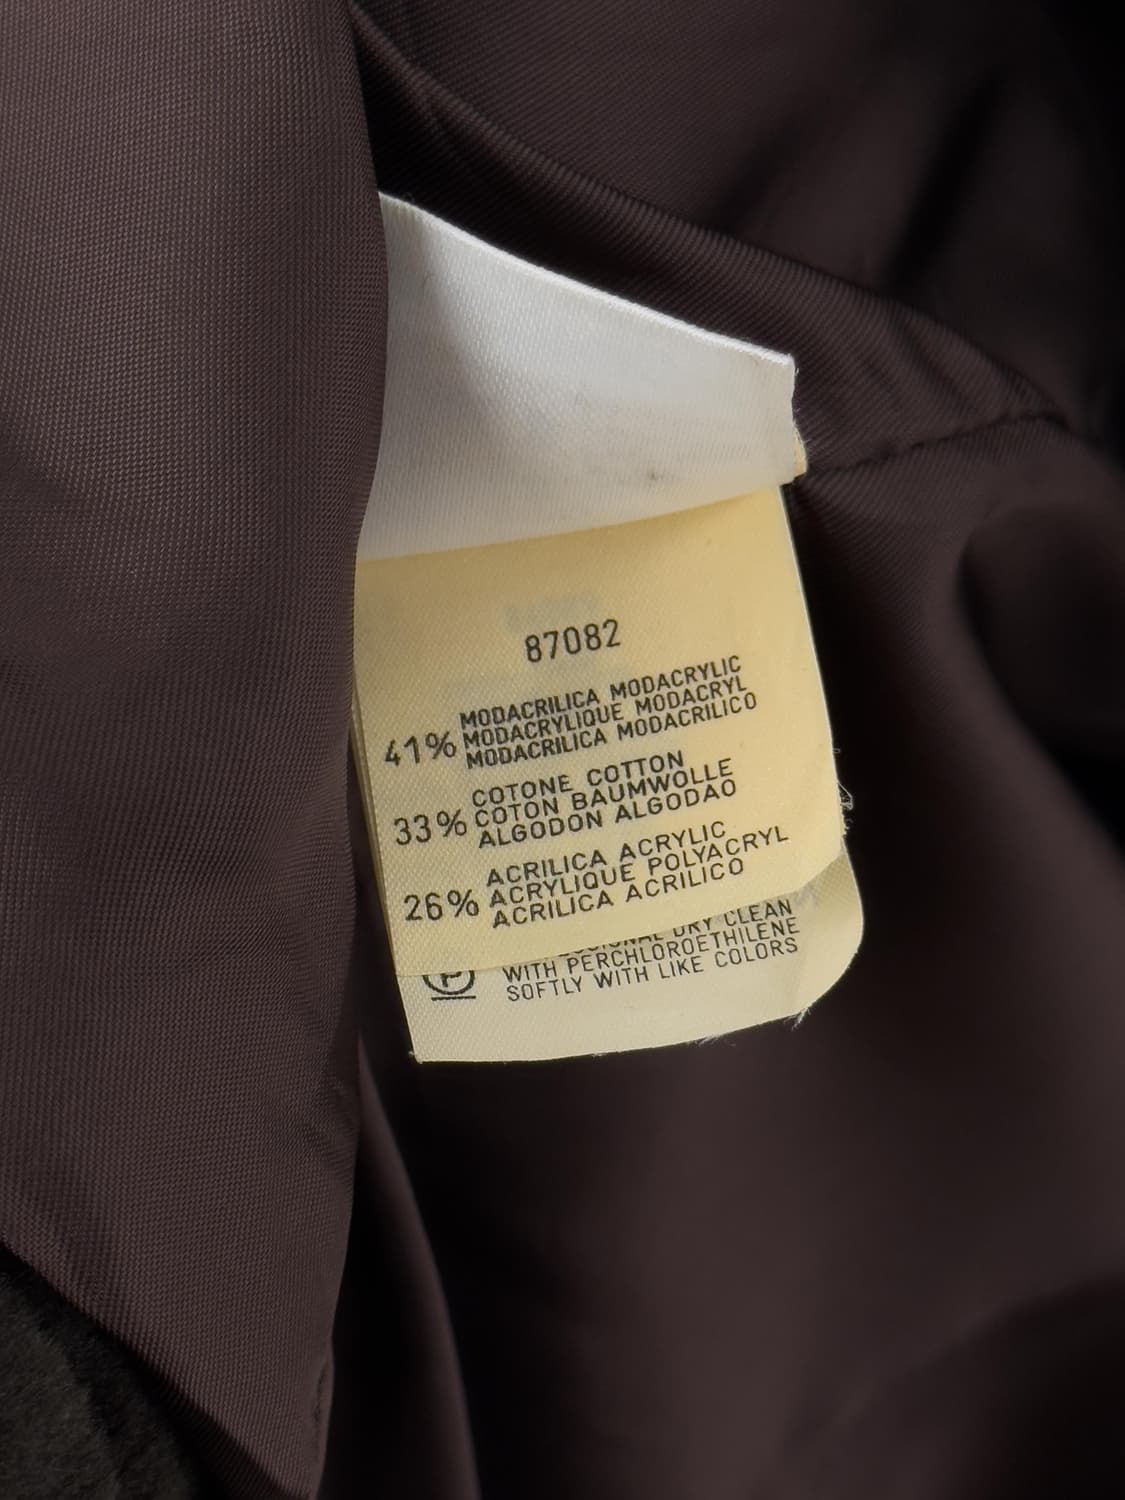 87082
MODACRILICA MODACRYLIC
41% MODACRYLIQUE MODACRYL
MODACRILICA MODACRILICO
COTONE COTTON
33% COTON BAUMWOLLE
ALGODON ALGODAO
ACRILICA ACRYLIC
26% ACRYLIQUE POLYACRYL
ACRILICA ACRILICO
DRY CLEAN
P WITH PERCHLOROETHILENE
SOFTLY WITH LIKE COLORS